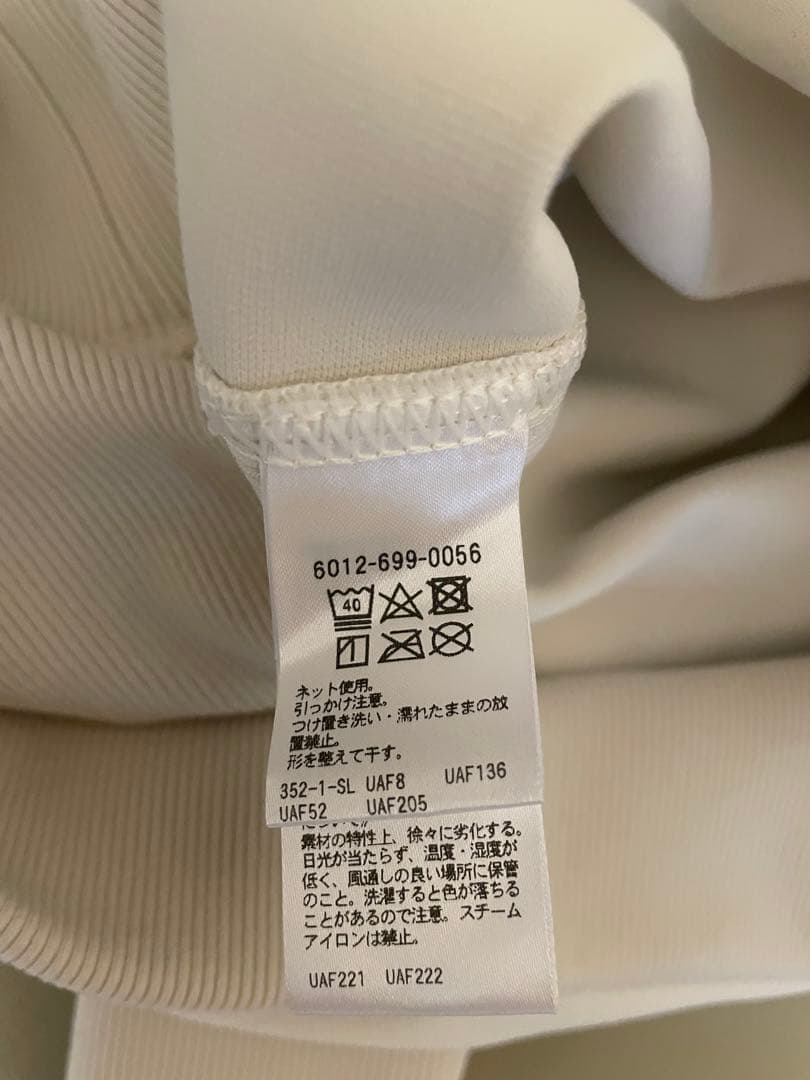 6012-699-0056
40
ネット使用。
引っかけ注意。
つけ置き洗い・濡れたままの放
置禁止。
形を整えて干す。
352-1-SL UAF8 UAF136
UAF52 UAF205
素材の特性上、徐々に劣化する。
日光が当たらず、温度・湿度が
低く、風通しの良い場所に保管
のこと。洗濯すると色が落ちる
ことがあるので注意。スチーム
アイロンは禁止。
UAF221 UAF222